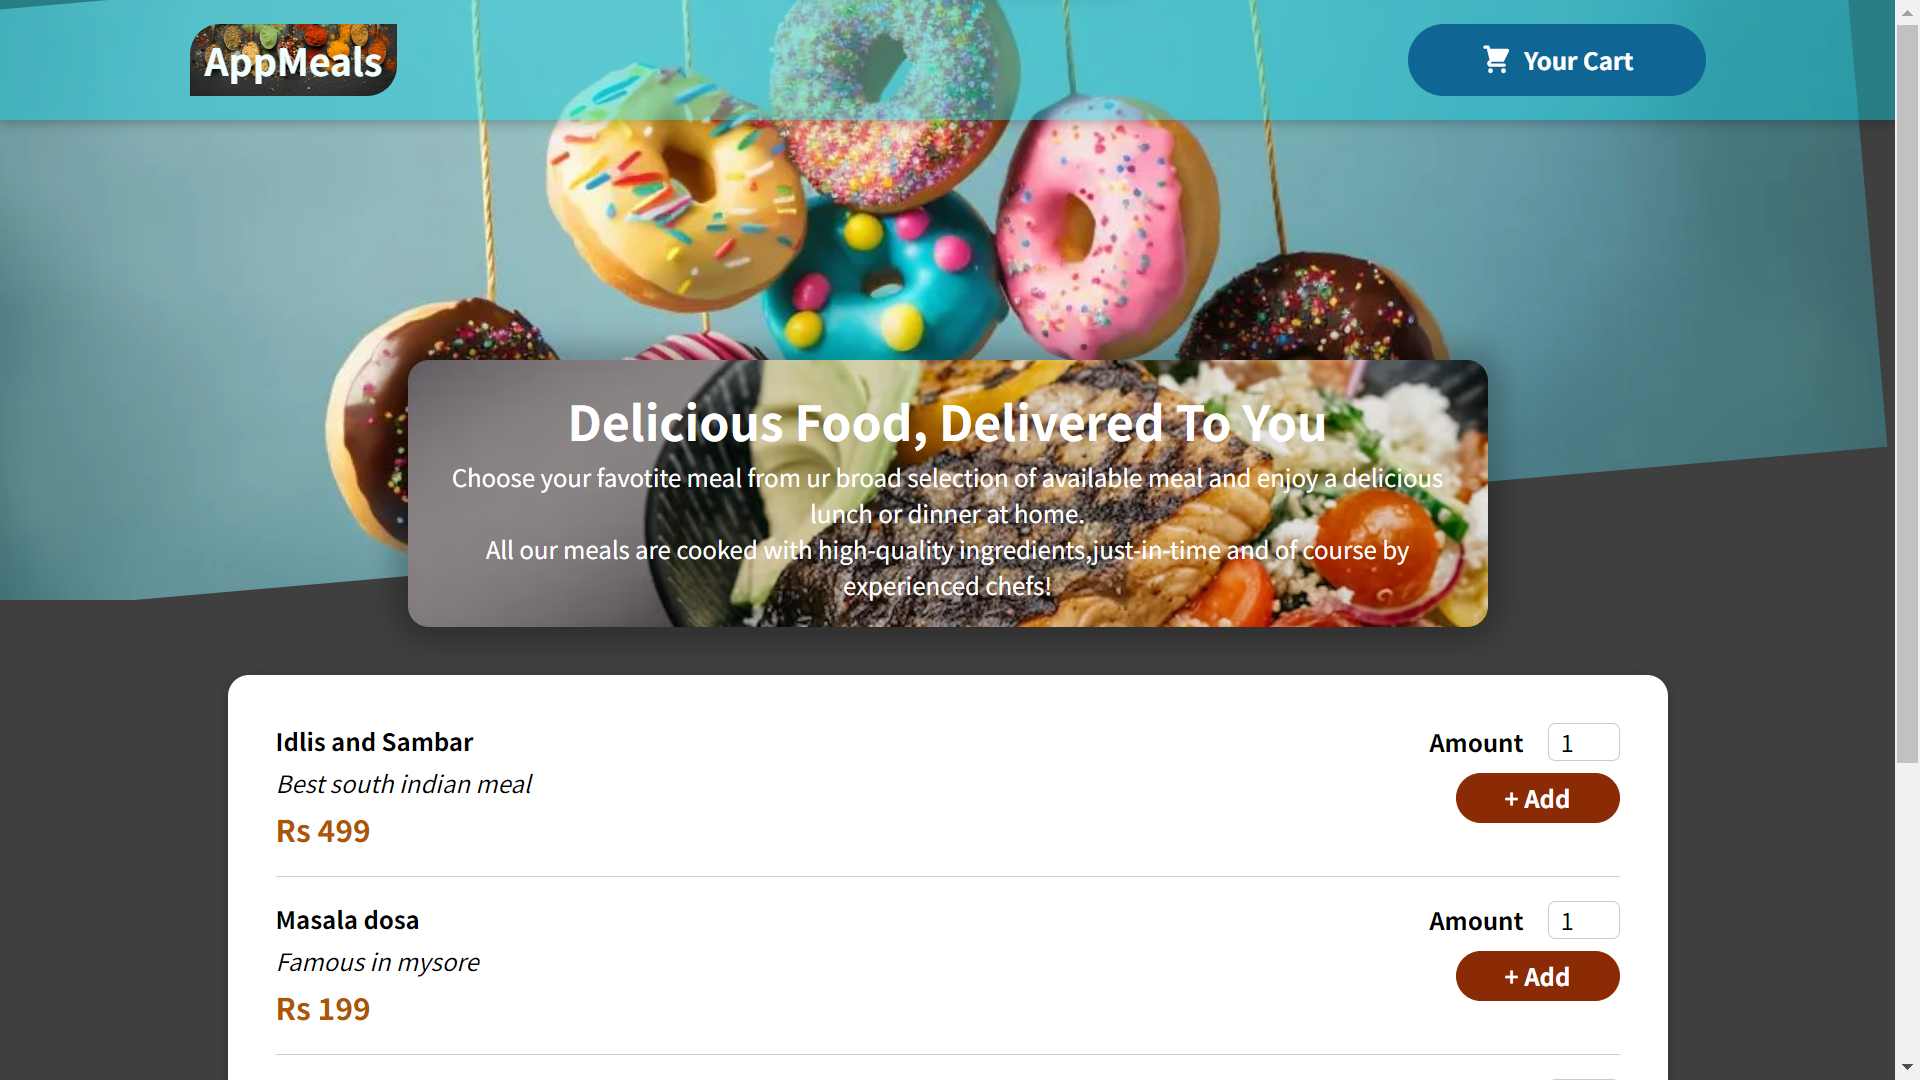 AppMeals
Your Cart
Delicious Food, Delivered To You
Choose your favotite meal from ur broad selection of available meal and enjoy a delicious
lunch or dinner at home.
All our meals are cooked with high-quality ingredients,just-in-time and of course by
experienced chefs!
Idlis and Sambar
Amount 1
Best south indian meal
+ Add
Rs 499
Masala dosa
Amount 1
Famous in mysore
+ Add
Rs 199